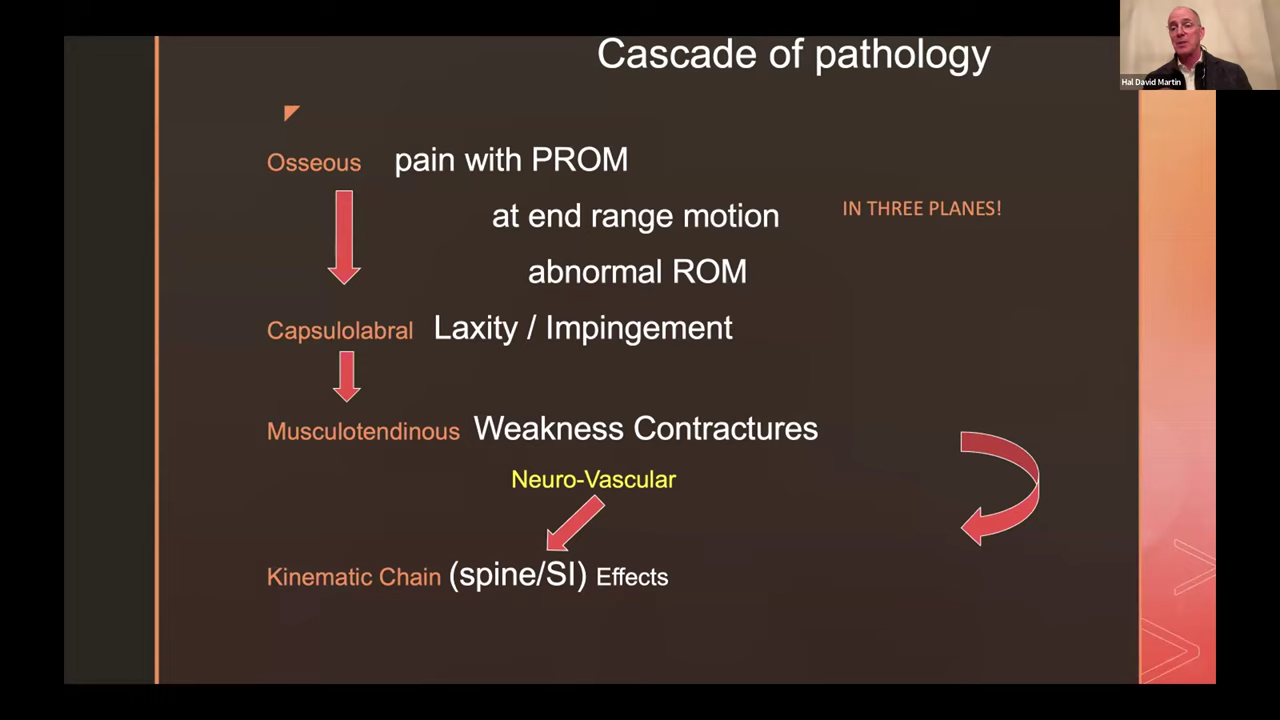 Cascade of pathology
Hal David Martin
Osseous pain with PROM
at end range motion
IN THREE PLANES!
abnormal ROM
Capsulolabral Laxity / Impingement
Musculotendinous Weakness Contractures
Neuro-Vascular
Kinematic Chain (spine/SI) Effects